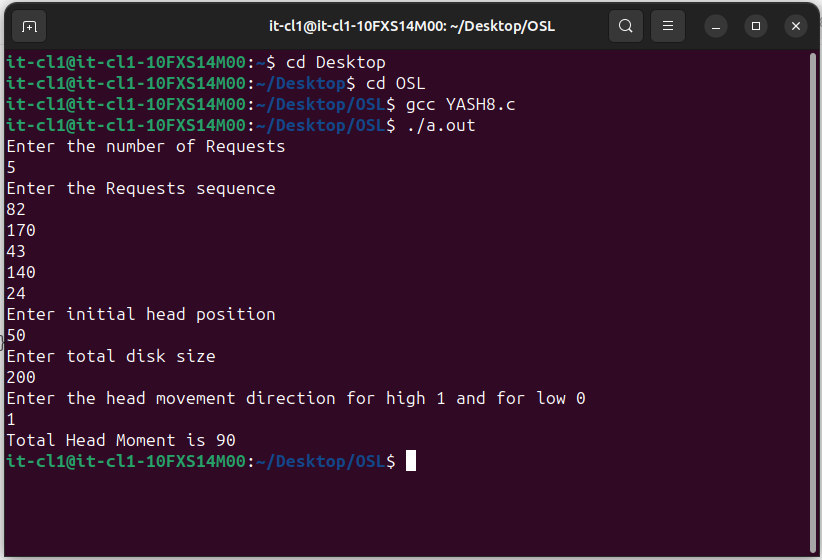 it-cl1@it-cl1-10FXS14M00: ~/Desktop/OSL
it-cl1@it-cl1-10FXS14M00:~$ cd Desktop
it-cl1@it-cl1-10FXS14M00:~/Desktop$ cd OSL
it-cl1@it-cl1-10FXS14M00:~/Desktop/OSL$ gcc YASH8.c
it-cl1@it-cl1-10FXS14M00:~/Desktop/OSL$ ./a.out
Enter the number of Requests
5
Enter the Requests sequence
82
170
43
140
24
Enter initial head position
50
Enter total disk size
200
Enter the head movement direction for high 1 and for low 0
1
Total Head Moment is 90
it-cl1@it-cl1-10FXS14M00:~/Desktop/OSL$